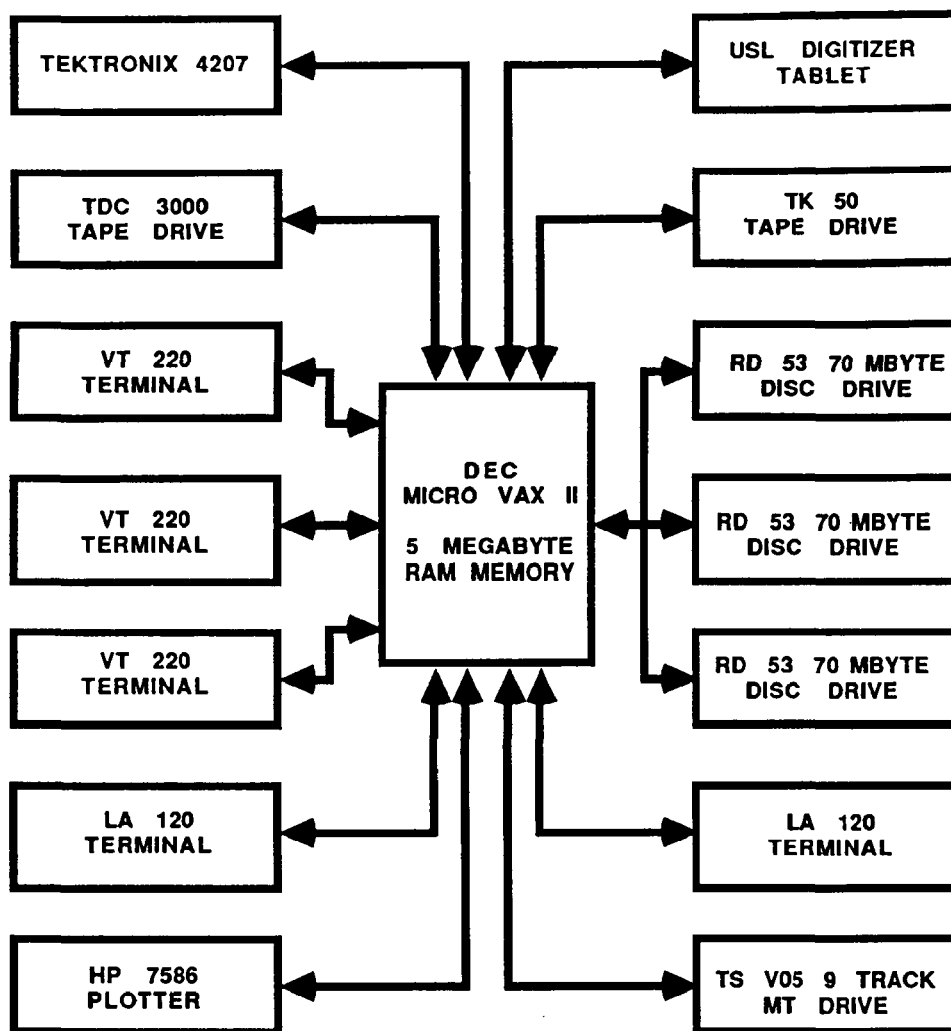 TEKTRONIX 4207
USL DIGITIZER
TABLET
TDC 3000
TAPE DRIVE
TK 50
TAPE DRIVE
VT 220
TERMINAL
RD 53 70 MBYTE
DISC DRIVE
DEC
MICRO VAX II
5 MEGABYTE
RAM MEMORY
VT 220
TERMINAL
RD 53 70 MBYTE
DISC DRIVE
VT 220
TERMINAL
RD 53 70 MBYTE
DISC DRIVE
LA 120
TERMINAL
LA 120
TERMINAL
HP 7586
PLOTTER
TS V05 9 TRACK
MT DRIVE